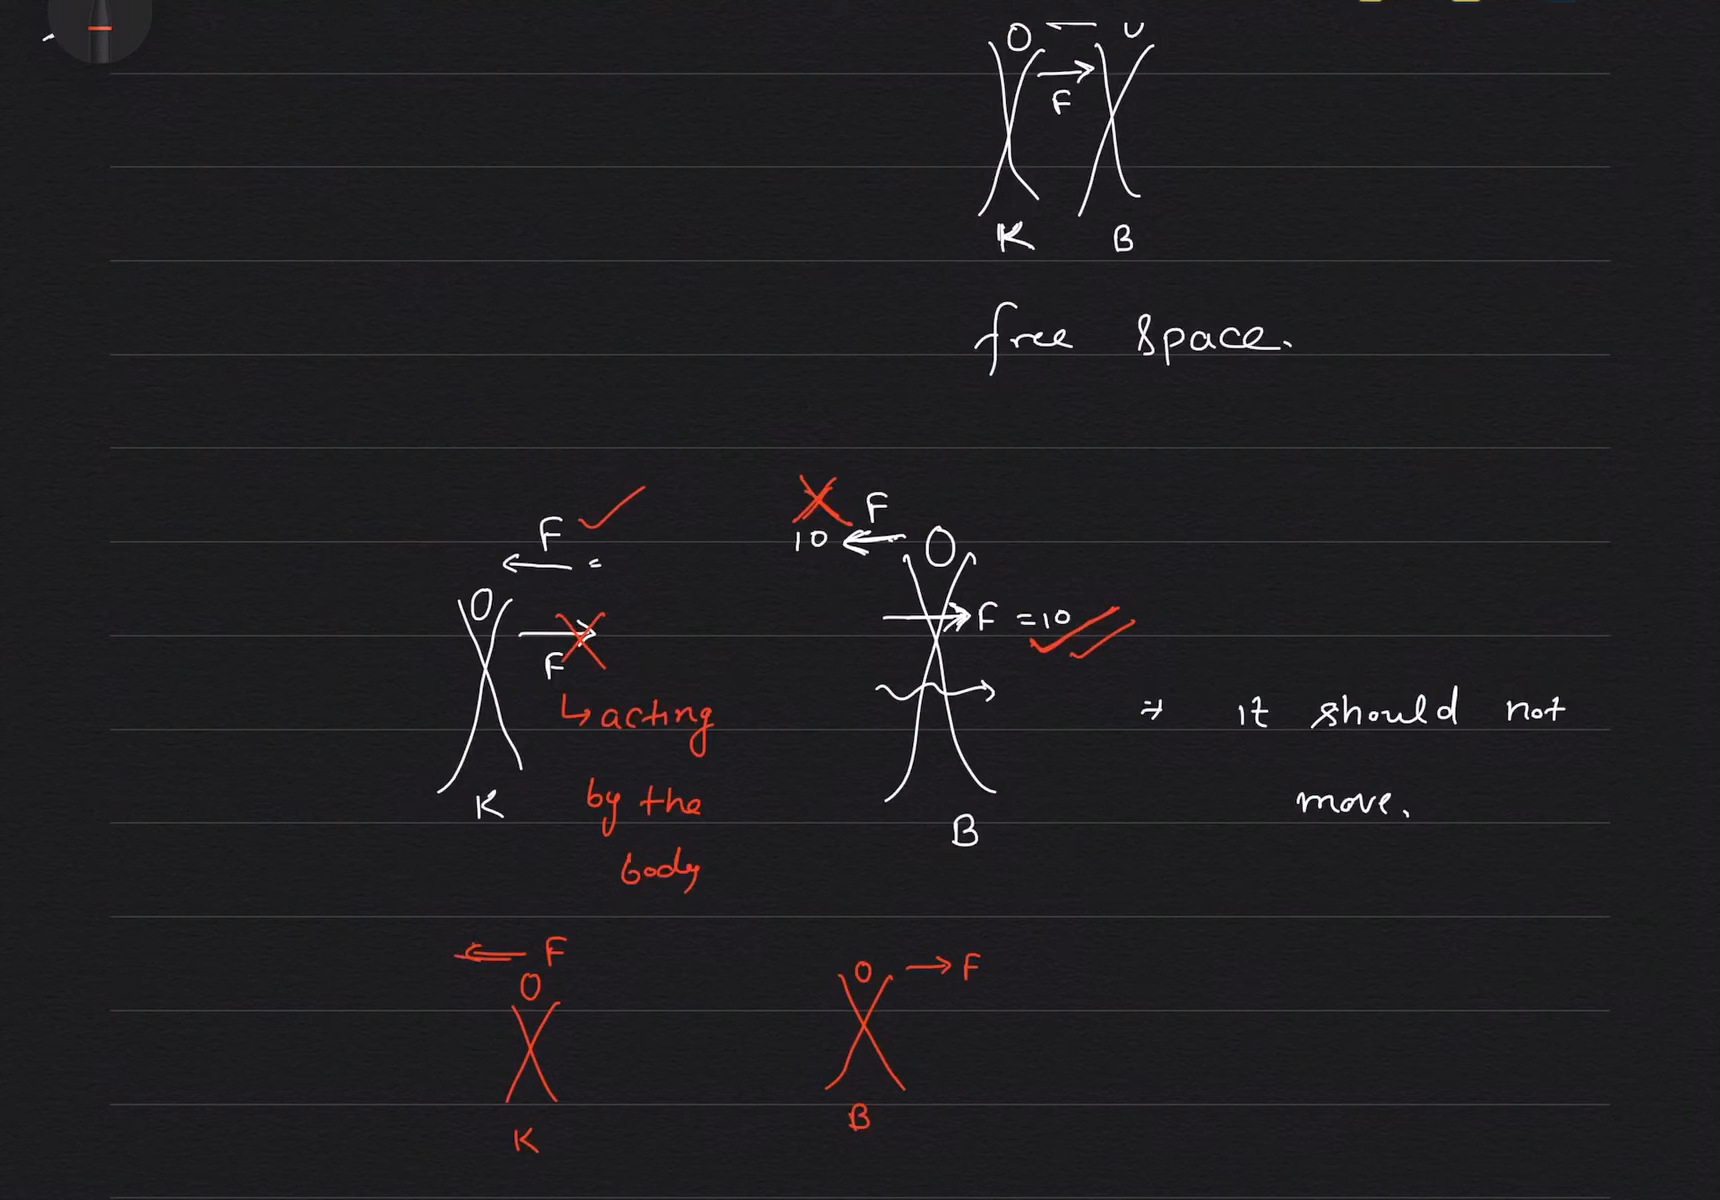 F
K B
free space.
F
F
10
F
F = 10
↳ acting
by the
body
K
B
⇒ it should not
move.
F
F
K
B